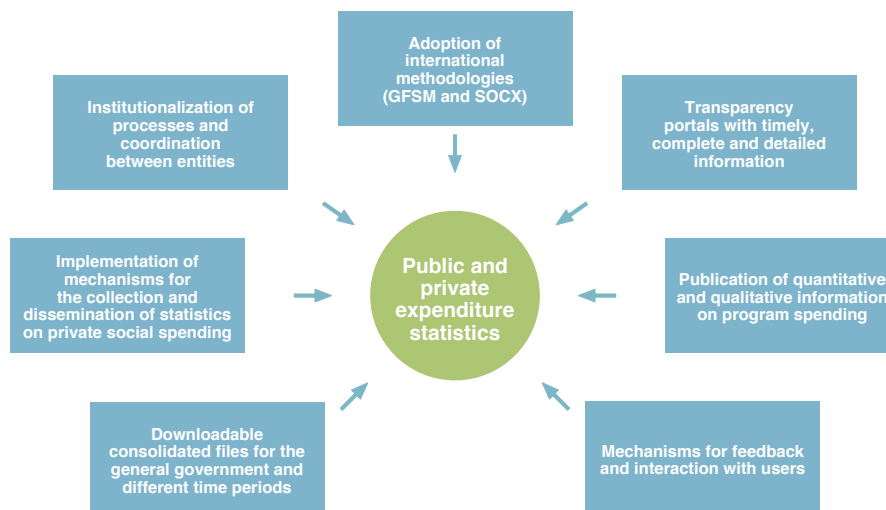 Adoption of
international
methodologies
(GFSM and SOCX)
Institutionalization of
processes and
coordination
between entities
Transparency
portals with timely,
complete and detailed
information
Implementation of
mechanisms for
the collection and
dissemination of statistics
on private social spending
Public and
private
expenditure
statistics
Publication of quantitative
and qualitative information
on program spending
Downloadable
consolidated files for the
general government and
different time periods
Mechanisms for feedback
and interaction with users